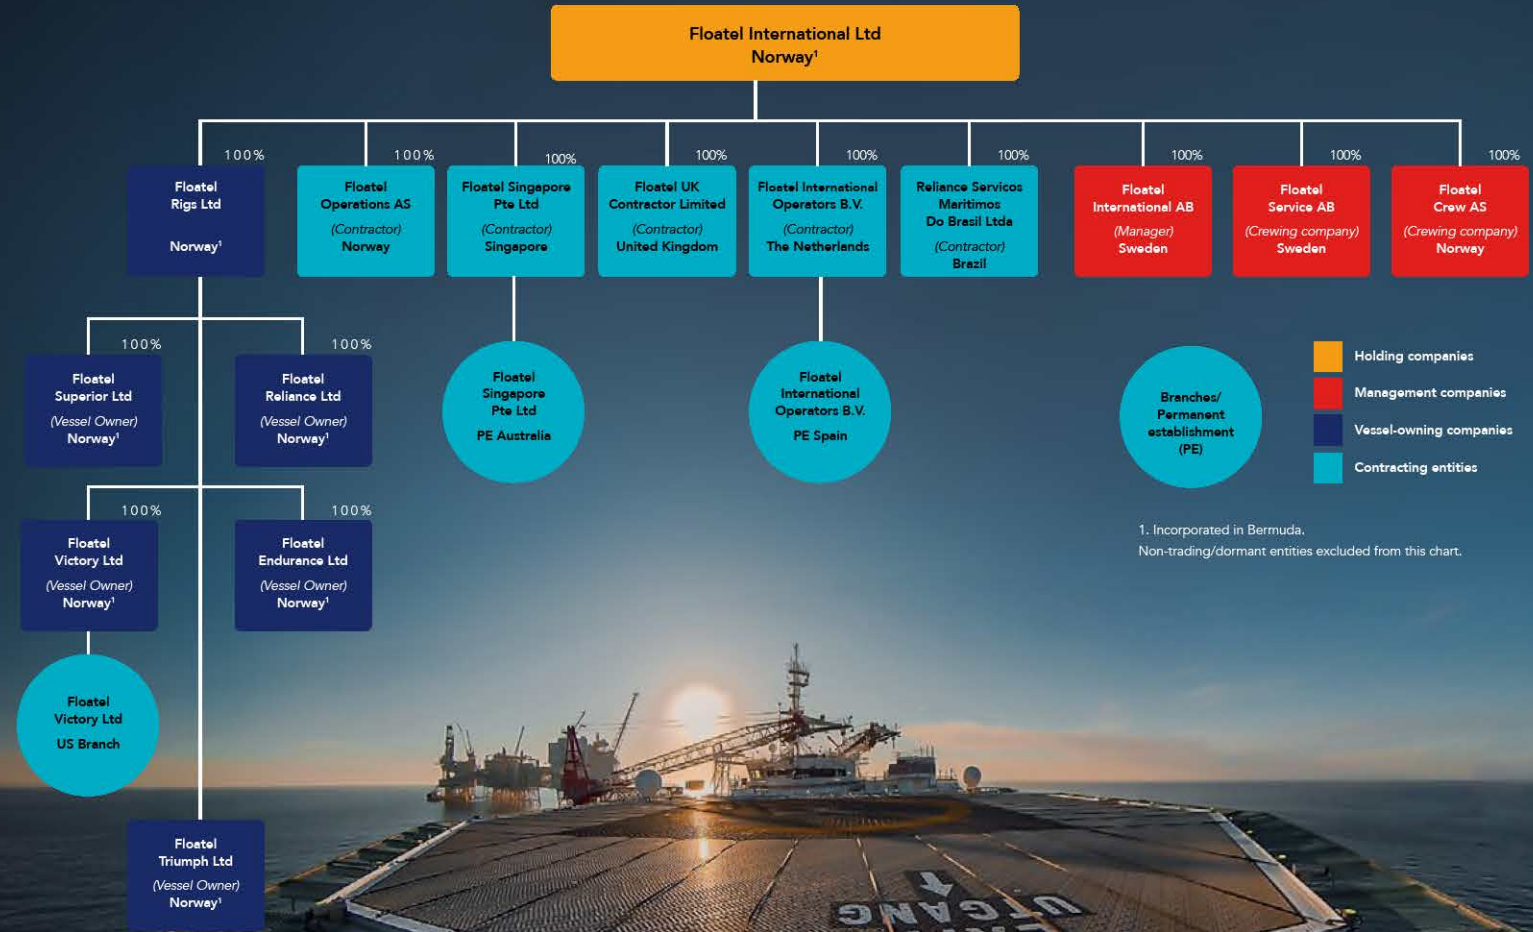 Floatel International Ltd
Norway¹
100%
100%
100%
100%
100%
100%
100%
100%
100%
Floatel
Rigs Ltd
Norway¹
Floatel
Operations AS
(Contractor)
Norway
Floatel Singapore
Pte Ltd
(Contractor)
Singapore
Floatel UK
Contractor Limited
(Contractor)
United Kingdom
Floatel International
Operators B.V.
(Contractor)
The Netherlands
Reliance Servicos
Maritimos
Do Brasil Ltda
(Contractor)
Brazil
Floatel
International AB
(Manager)
Sweden
Floatel
Service AB
(Crewing company)
Sweden
Floatel
Crew AS
(Crewing company)
Norway
100%
Floatel
Superior Ltd
(Vessel Owner)
Norway¹
100%
Floatel
Reliance Ltd
(Vessel Owner)
Norway¹
Floatel
Singapore
Pte Ltd
PE Australia
Floatel
International
Operators B.V.
PE Spain
Branches/
Permanent
establishment
(PE)
Holding companies
Management companies
Vessel-owning companies
Contracting entities
100%
Floatel
Victory Ltd
(Vessel Owner)
Norway¹
100%
Floatel
Endurance Ltd
(Vessel Owner)
Norway¹
1. Incorporated in Bermuda.
Non-trading/dormant entities excluded from this chart.
Floatel
Victory Ltd
US Branch
Floatel
Triumph Ltd
(Vessel Owner)
Norway¹
UTGANG